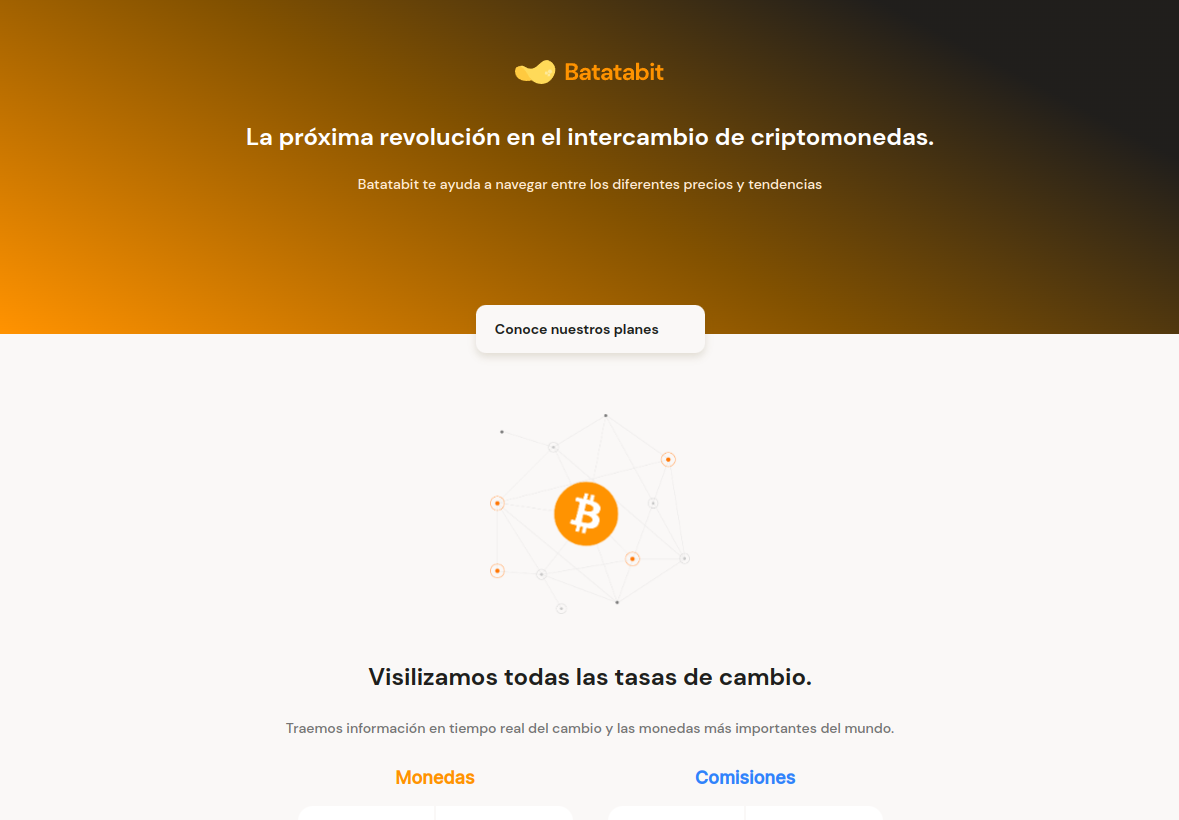 Batatabit
La próxima revolución en el intercambio de criptomonedas.
Batatabit te ayuda a navegar entre los diferentes precios y tendencias
Conoce nuestros planes
Visilizamos todas las tasas de cambio.
Traemos información en tiempo real del cambio y las monedas más importantes del mundo.
Monedas
Comisiones